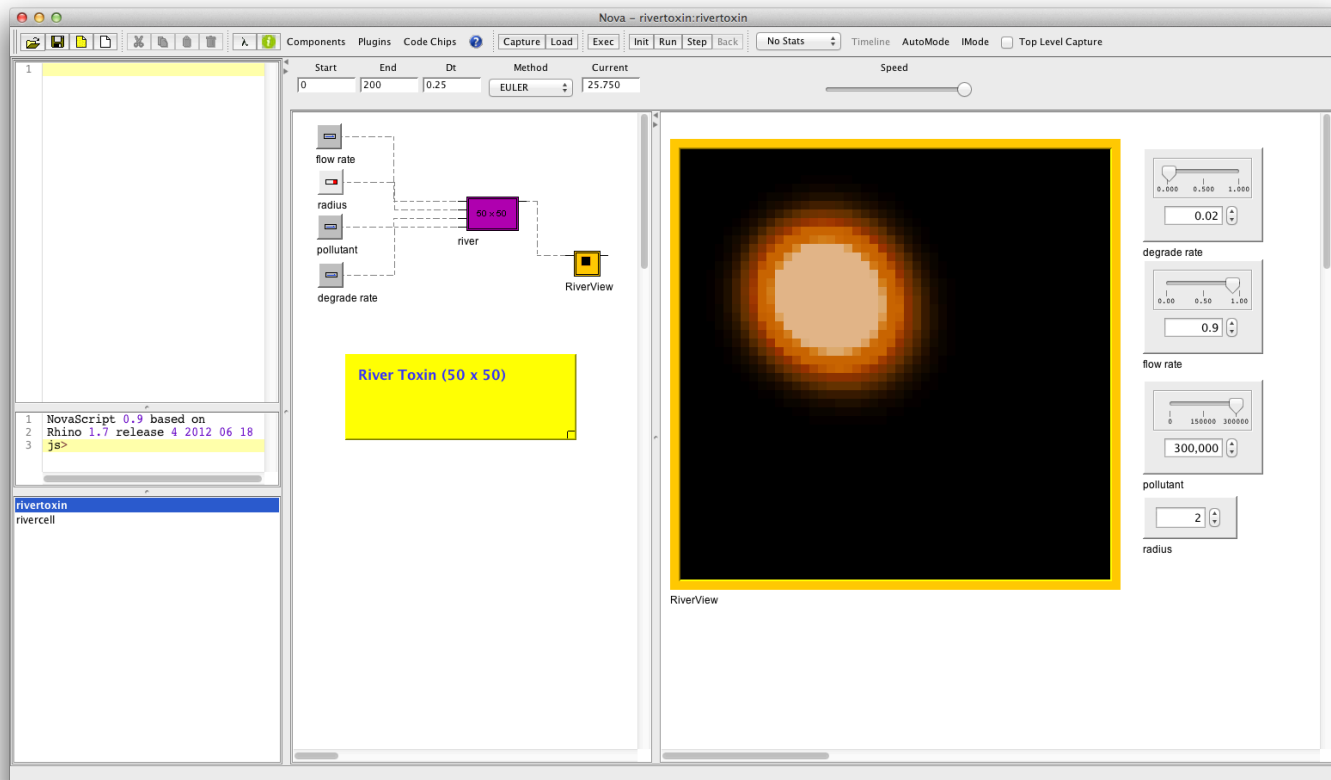 Nova - rivertoxin:rivertoxin
λ i Components Plugins Code Chips ? Capture Load Exec Init Run Step Back No Stats Timeline AutoMode IMode Top Level Capture
1
Start End Dt Method Current Speed
0 200 0.25 EULER 25.750
flow rate
radius
pollutant
degrade rate
50 x 50
river
RiverView
River Toxin (50 x 50)
1 NovaScript 0.9 based on
2 Rhino 1.7 release 4 2012 06 18
3 js>
rivertoxin
rivercell
RiverView
0.000 0.500 1.000
0.02
degrade rate
0.00 0.50 1.00
0.9
flow rate
0 150000 300000
300,000
pollutant
2
radius